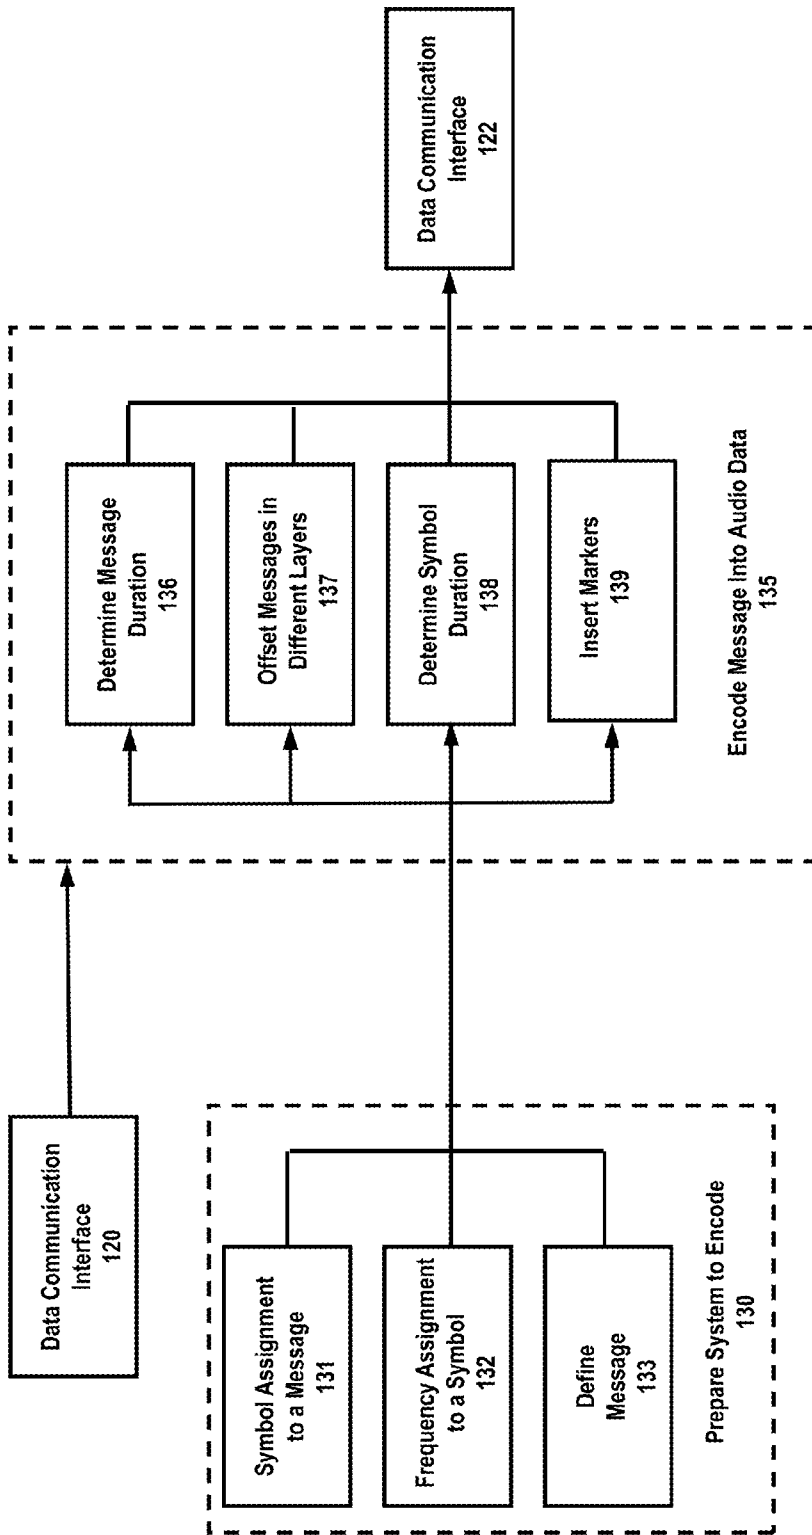 Data Communication
Interface
120
Symbol Assignment
to a Message
131
Frequency Assignment
to a Symbol
132
Define
Message
133
Prepare System to Encode
130
Determine Message
Duration
136
Offset Messages in
Different Layers
137
Determine Symbol
Duration
138
Insert Markers
139
Encode Message Into Audio Data
135
Data Communication
Interface
122